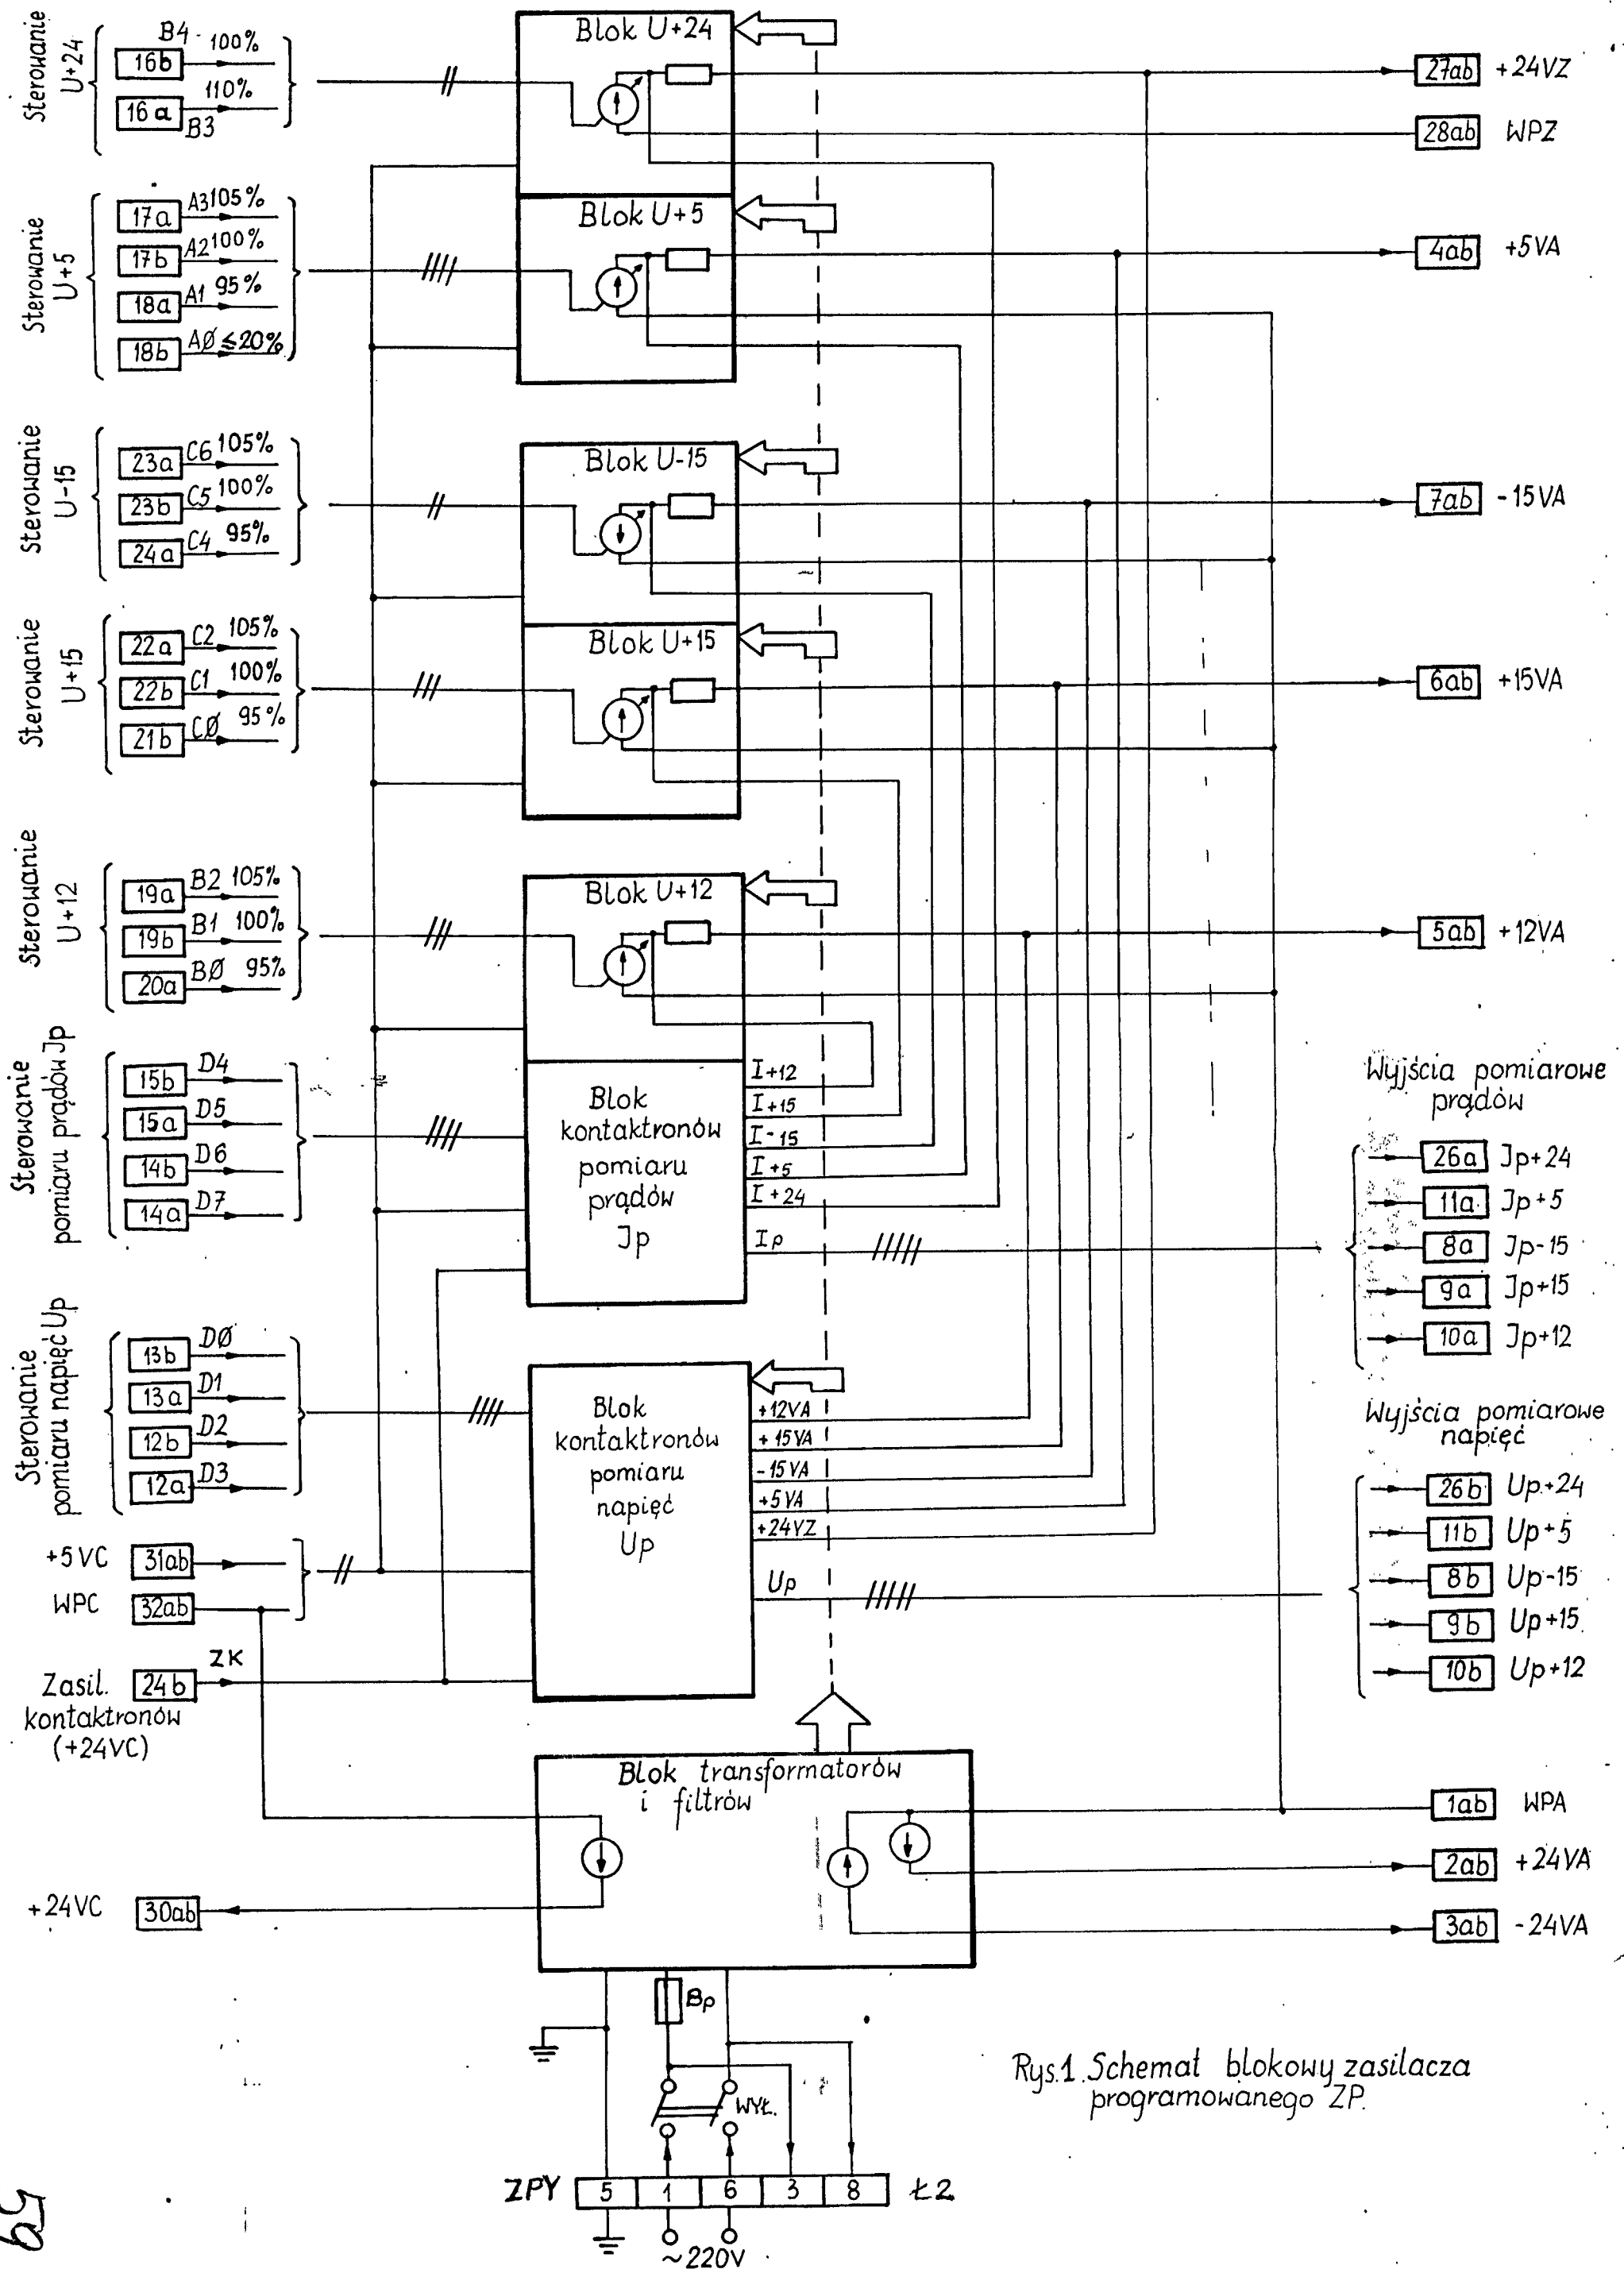 Sterowanie
U+24
B4
16b
100%
110%
16a
B3
Blok U+24
27ab
+24VZ
28ab
WPZ
Sterowanie
U+5
17a
A3
105%
17b
A2
100%
18a
A1
95%
18b
AØ
≤20%
Blok U+5
4ab
+5VA
Sterowanie
U-15
23a
C6
105%
23b
C5
100%
24a
C4
95%
Blok U-15
7ab
-15VA
Sterowanie
U+15
22a
C2
105%
22b
C1
100%
21b
CØ
95%
Blok U+15
6ab
+15VA
Sterowanie
U+12
19a
B2
105%
19b
B1
100%
20a
BØ
95%
Blok U+12
5ab
+12VA
Sterowanie
pomiaru prądów Jp
15b
D4
15a
D5
14b
D6
14a
D7
Blok
kontaktronów
pomiaru
prądów
Jp
I+12
I+15
I-15
I+5
I+24
Ip
Wyjścia pomiarowe
prądów
26a
Jp+24
11a
Jp+5
8a
Jp-15
9a
Jp+15
10a
Jp+12
Sterowanie
pomiaru napięć Up
13b
DØ
13a
D1
12b
D2
12a
D3
Blok
kontaktronów
pomiaru
napięć
Up
+12VA
+15VA
-15VA
+5VA
+24VZ
Up
Wyjścia pomiarowe
napięć
26b
Up+24
11b
Up+5
8b
Up-15
9b
Up+15
10b
Up+12
+5VC
31ab
WPC
32ab
Zasil.
kontaktronów
(+24VC)
24b
ZK
Blok transformatorów
i filtrów
1ab
WPA
2ab
+24VA
3ab
-24VA
+24VC
30ab
Bp
WYŁ.
ZPY
5
1
6
3
8
Ł2
~220V
Rys.1. Schemat blokowy zasilacza
programowanego ZP.